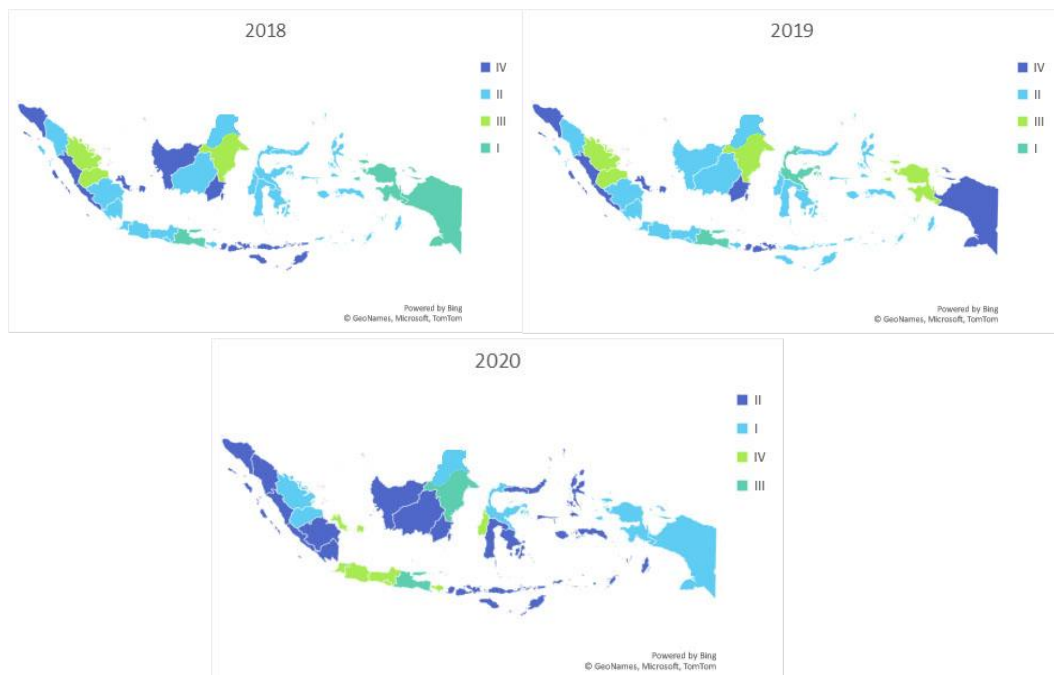 2018
IV
II
III
I
Powered by Bing
© GeoNames, Microsoft, TomTom
2019
IV
II
III
I
Powered by Bing
© GeoNames, Microsoft, TomTom
2020
II
I
IV
III
Powered by Bing
© GeoNames, Microsoft, TomTom